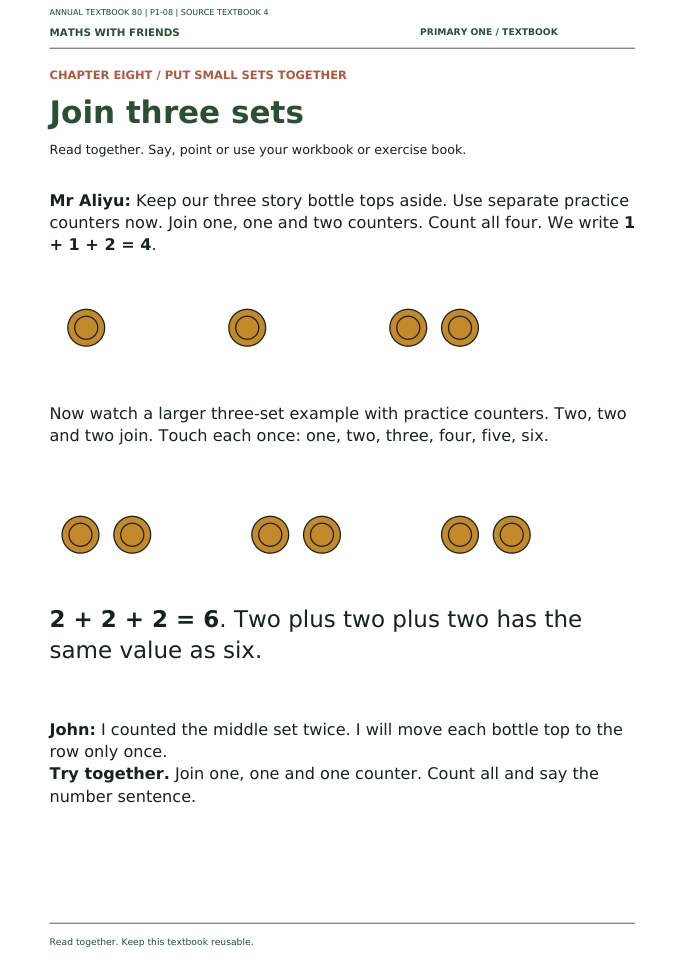 ANNUAL TEXTBOOK 80 | P1-08 | SOURCE TEXTBOOK 4
MATHS WITH FRIENDS
PRIMARY ONE / TEXTBOOK
CHAPTER EIGHT / PUT SMALL SETS TOGETHER
Join three sets
Read together. Say, point or use your workbook or exercise book.
Mr Aliyu: Keep our three story bottle tops aside. Use separate practice
counters now. Join one, one and two counters. Count all four. We write 1
+ 1 + 2 = 4.
Now watch a larger three-set example with practice counters. Two, two
and two join. Touch each once: one, two, three, four, five, six.
2 + 2 + 2 = 6. Two plus two plus two has the
same value as six.
John: I counted the middle set twice. I will move each bottle top to the
row only once.
Try together. Join one, one and one counter. Count all and say the
number sentence.
Read together. Keep this textbook reusable.